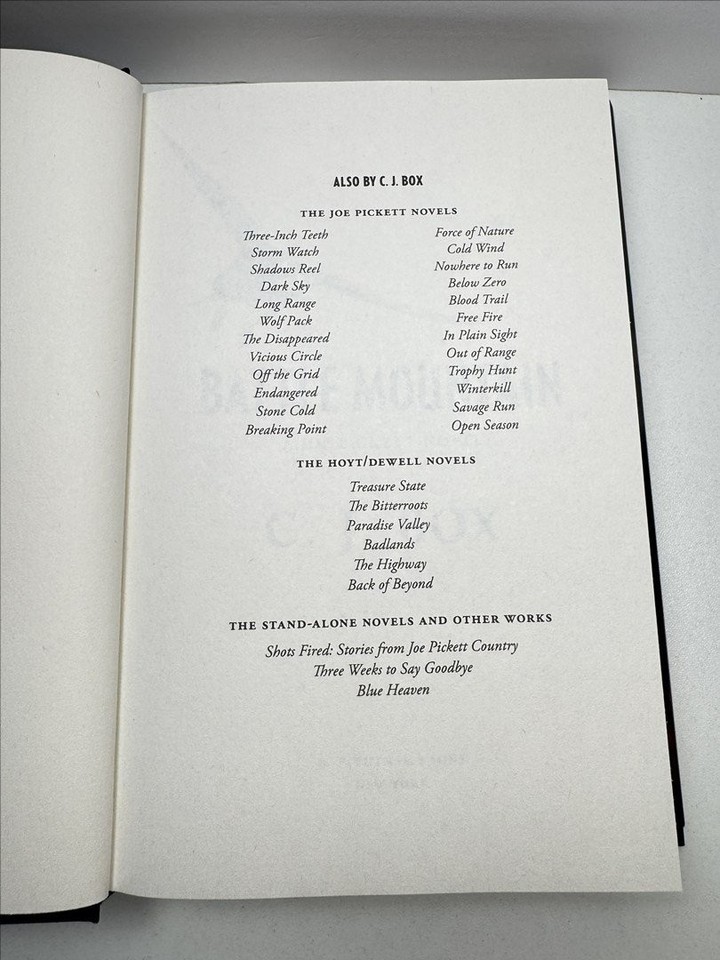 ALSO BY C. J. BOX
THE JOE PICKETT NOVELS
Three-Inch Teeth
Storm Watch
Shadows Reel
Dark Sky
Long Range
Wolf Pack
The Disappeared
Vicious Circle
Off the Grid
Endangered
Stone Cold
Breaking Point
Force of Nature
Cold Wind
Nowhere to Run
Below Zero
Blood Trail
Free Fire
In Plain Sight
Out of Range
Trophy Hunt
Winterkill
Savage Run
Open Season
THE HOYT/DEWELL NOVELS
Treasure State
The Bitterroots
Paradise Valley
Badlands
The Highway
Back of Beyond
THE STAND-ALONE NOVELS AND OTHER WORKS
Shots Fired: Stories from Joe Pickett Country
Three Weeks to Say Goodbye
Blue Heaven